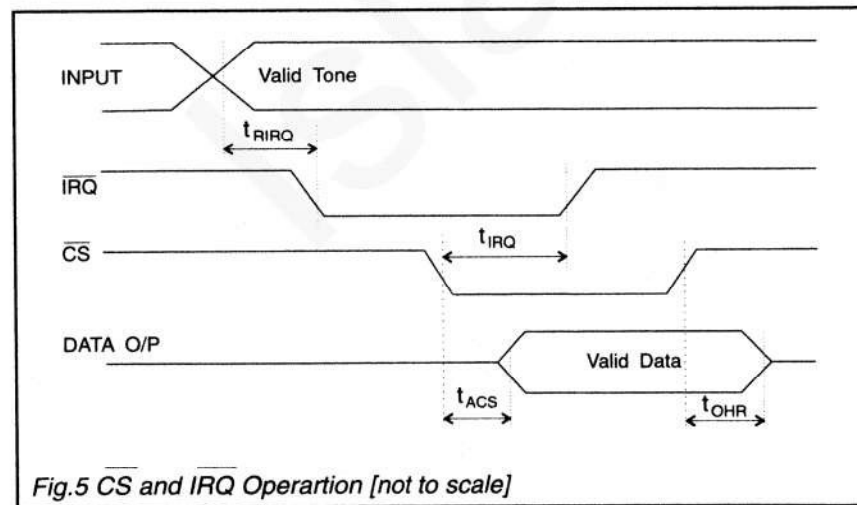 INPUT
Valid Tone
tRIRQ
IRQ
tIRQ
CS
DATA O/P
Valid Data
tACS
tOHR
Fig.5 CS and IRQ Operartion [not to scale]